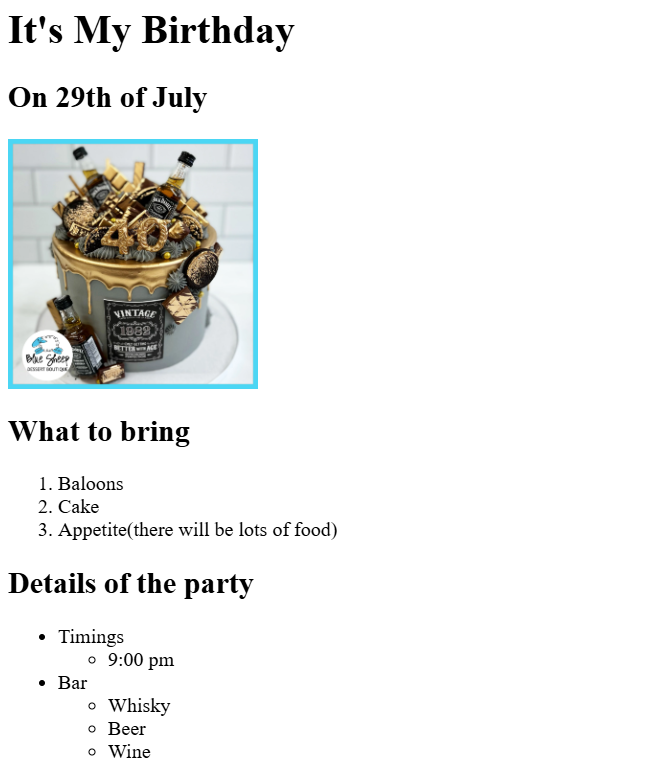 It's My Birthday
On 29th of July
40
VINTAGE
1982
BETTER WITH AGE
Blue Sheep
DESSERT BOUTIQUE
What to bring
1. Baloons
2. Cake
3. Appetite(there will be lots of food)
Details of the party
• Timings
○ 9:00 pm
• Bar
○ Whisky
○ Beer
○ Wine